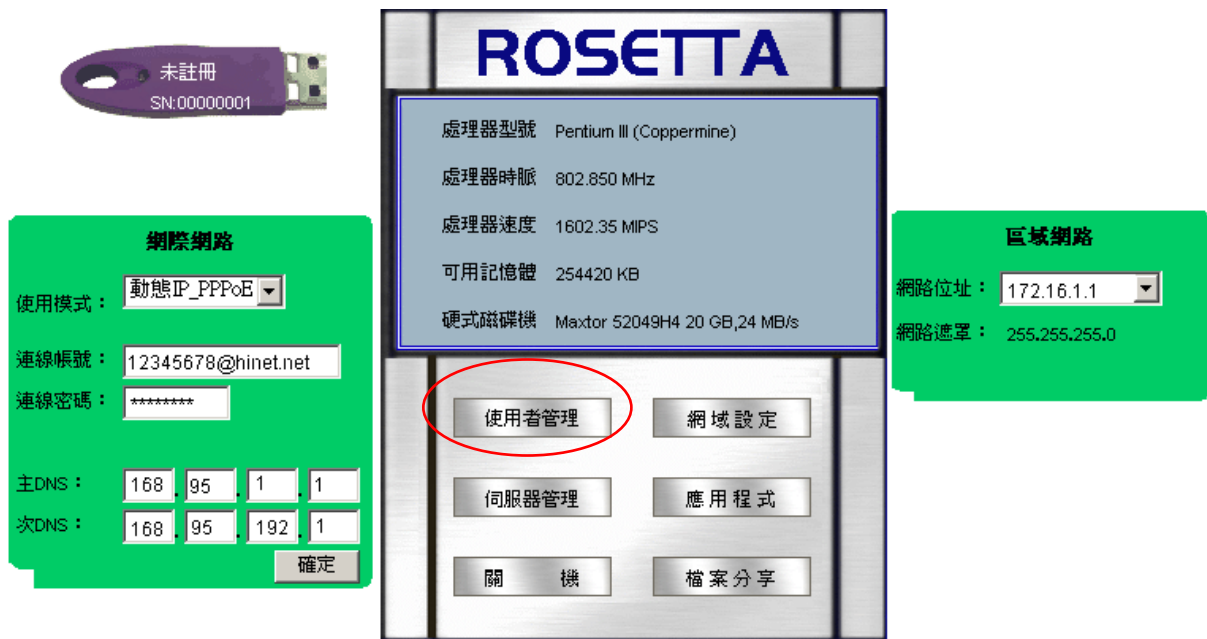 未註冊
SN:00000001
ROSETTA
處理器型號 Pentium III (Coppermine)
處理器時脈 802.850 MHz
處理器速度 1602.35 MIPS
可用記憶體 254420 KB
硬式磁碟機 Maxtor 52049H4 20 GB,24 MB/s
網際網路
使用模式： 動態IP_PPPoE
連線帳號： 12345678@hinet.net
連線密碼： ********
主DNS： 168 . 95 . 1 . 1
次DNS： 168 . 95 . 192 . 1
確定
區域網路
網路位址： 172.16.1.1
網路遮罩： 255.255.255.0
使用者管理 網域設定
伺服器管理 應用程式
關 機 檔案分享